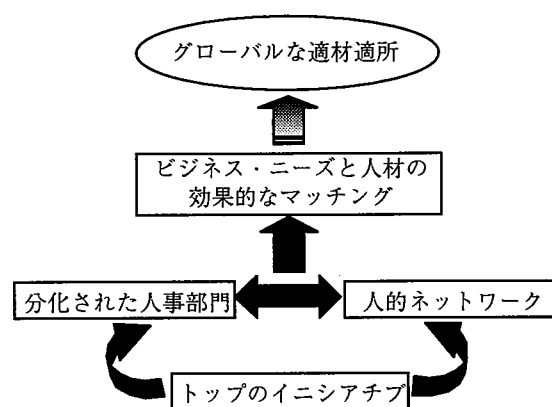 グローバルな適材適所
ビジネス・ニーズと人材の
効果的なマッチング
分化された人事部門
人的ネットワーク
トップのイニシアチブ